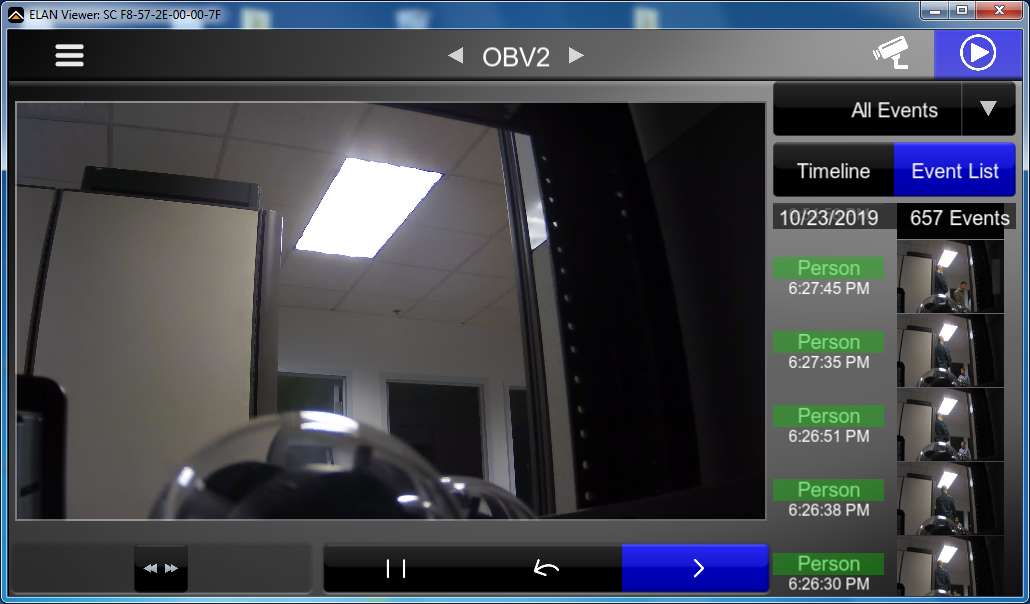 ELAN Viewer: SC F8-57-2E-00-00-7F
OBV2
All Events
Timeline
Event List
10/23/2019
657 Events
Person
6:27:45 PM
Person
6:27:35 PM
Person
6:26:51 PM
Person
6:26:38 PM
Person
6:26:30 PM